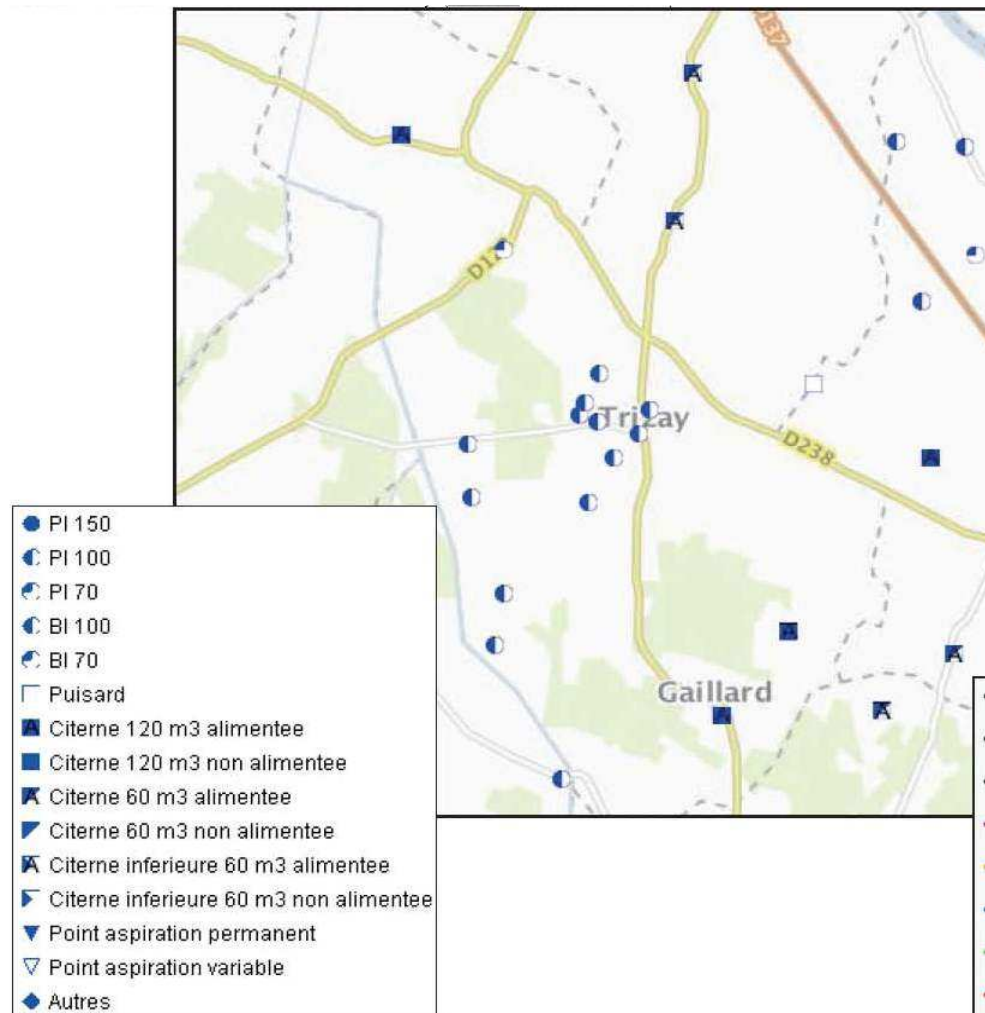 D137
D12
Trizay
D238
Gaillard
PI 150
PI 100
PI 70
BI 100
BI 70
Puisard
A Citerne 120 m3 alimentee
Citerne 120 m3 non alimentee
A Citerne 60 m3 alimentee
Citerne 60 m3 non alimentee
A Citerne inferieure 60 m3 alimentee
Citerne inferieure 60 m3 non alimentee
Point aspiration permanent
Point aspiration variable
Autres